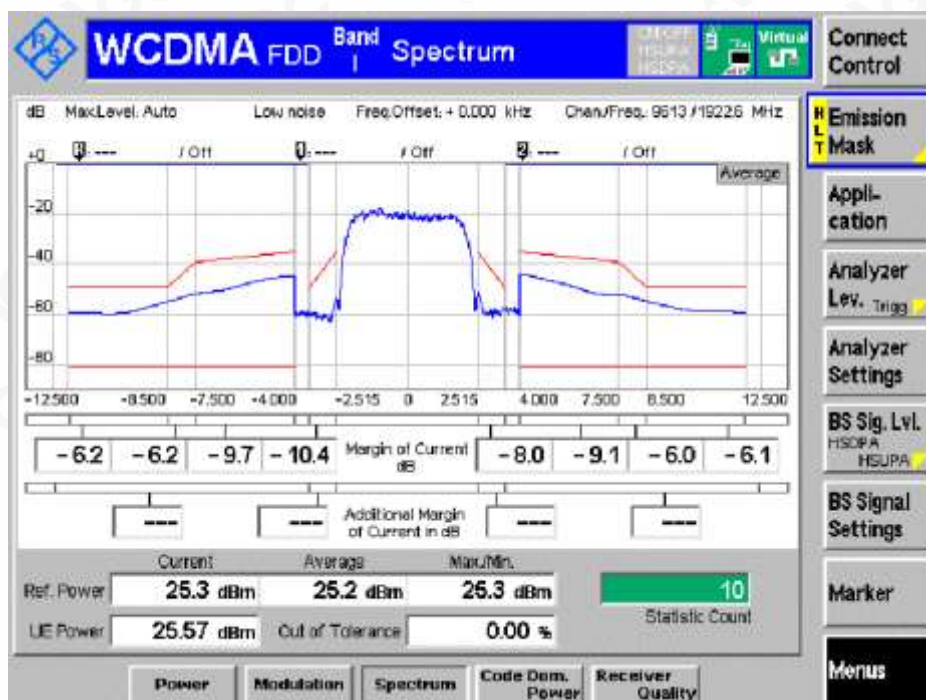 WCDMA FDD Band I Spectrum
Virtual
Connect Control
dB Max.Level: Auto Low noise Freq.Offset: + 0.000 kHz Chan./Freq.: 9613 / 1922.6 MHz
RLT Emission Mask
+0 --- / Off --- / Off 2: --- / Off
Average
-20
-40
-60
-80
-12.500 -8.500 -7.500 -4.000 -2.515 0 2.515 4.000 7.500 8.500 12.500
Appli-
cation
Analyzer
Lev. Trigg
Analyzer
Settings
BS Sig. Lvl.
HSDPA
HSUPA
BS Signal
Settings
Marker
Menus
-6.2 -6.2 -9.7 -10.4 Margin of Current dB -8.0 -9.1 -6.0 -6.1
--- --- Additional Margin of Current in dB --- ---
Current Average Max./Min.
Ref. Power 25.3 dBm 25.2 dBm 25.3 dBm 10
Statistic Count
UE Power 25.57 dBm Out of Tolerance 0.00 %
Power Modulation Spectrum Code Dom. Power Receiver Quality